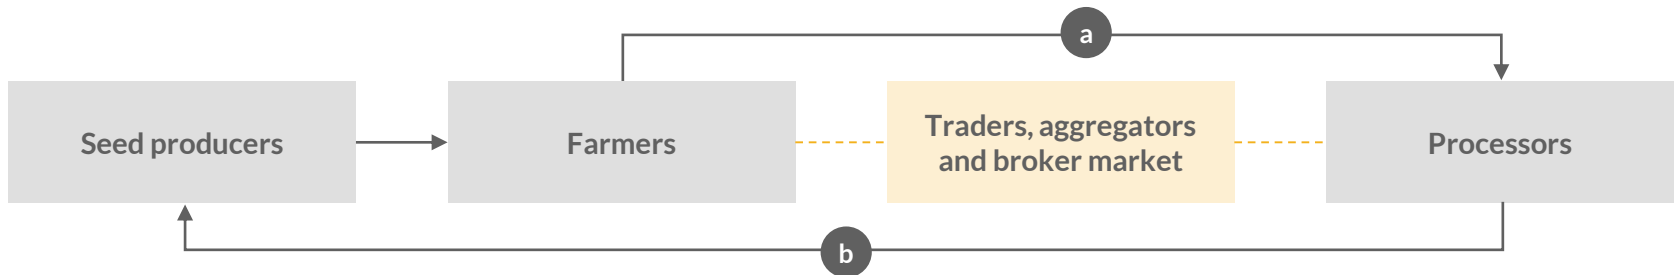 a
Seed producers
Farmers
Traders, aggregators
and broker market
Processors
b